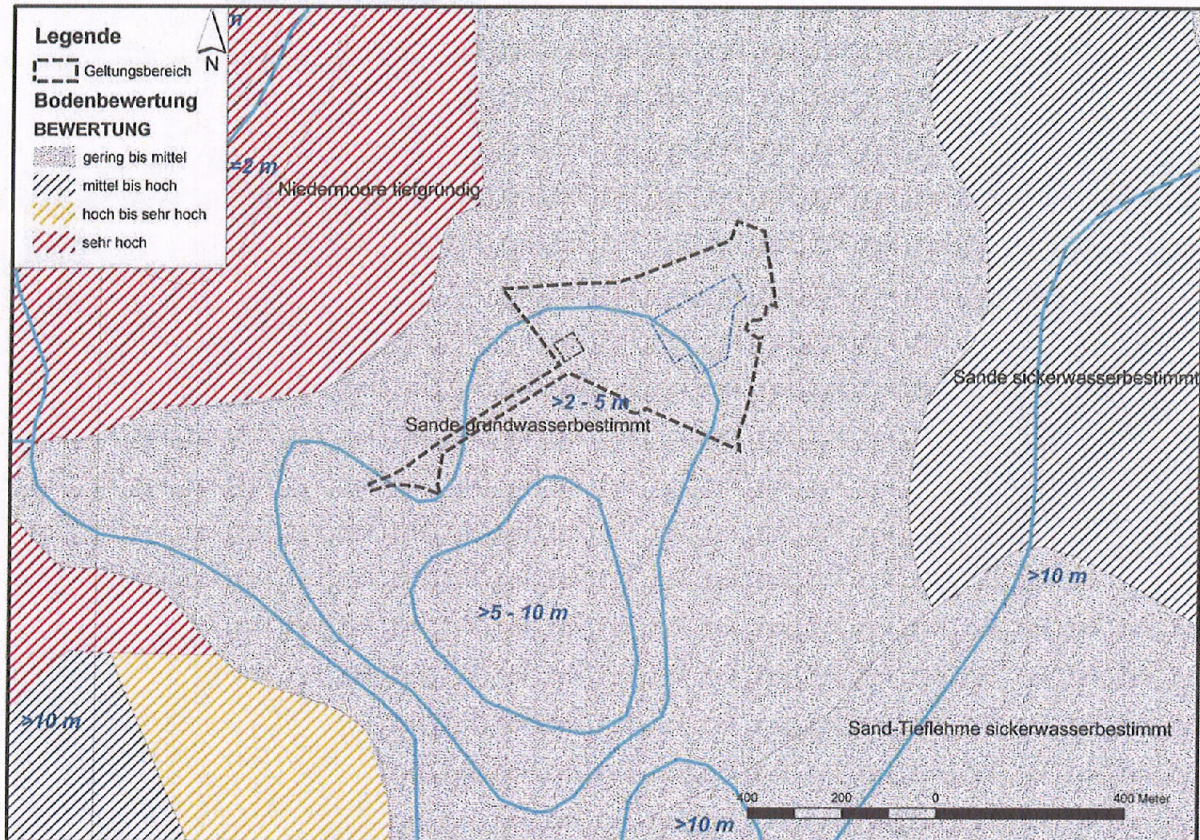 Legende
N
Geltungsbereich
Bodenbewertung
BEWERTUNG
gering bis mittel
mittel bis hoch
hoch bis sehr hoch
sehr hoch
=2 m
Niedermoore tiefgründig
Sande sickerwasserbestimmt
>2 - 5 m
Sande grundwasserbestimmt
>10 m
>5 - 10 m
>10 m
Sand-Tieflehme sickerwasserbestimmt
400 200 0 400 Meter
>10 m